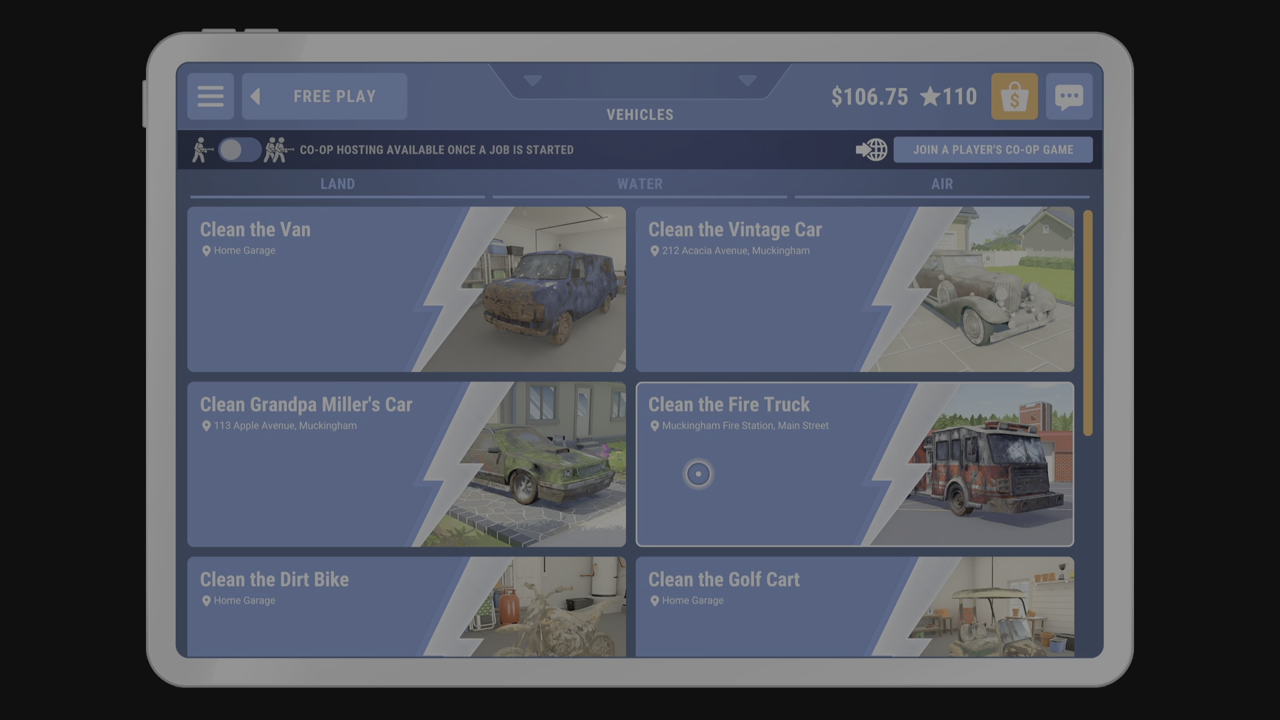 FREE PLAY
$106.75 ★110
VEHICLES
CO-OP HOSTING AVAILABLE ONCE A JOB IS STARTED
JOIN A PLAYER'S CO-OP GAME
LAND
WATER
AIR
Clean the Van
Home Garage
Clean the Vintage Car
212 Acacia Avenue, Muckingham
Clean Grandpa Miller's Car
113 Apple Avenue, Muckingham
Clean the Fire Truck
Muckingham Fire Station, Main Street
Clean the Dirt Bike
Home Garage
Clean the Golf Cart
Home Garage